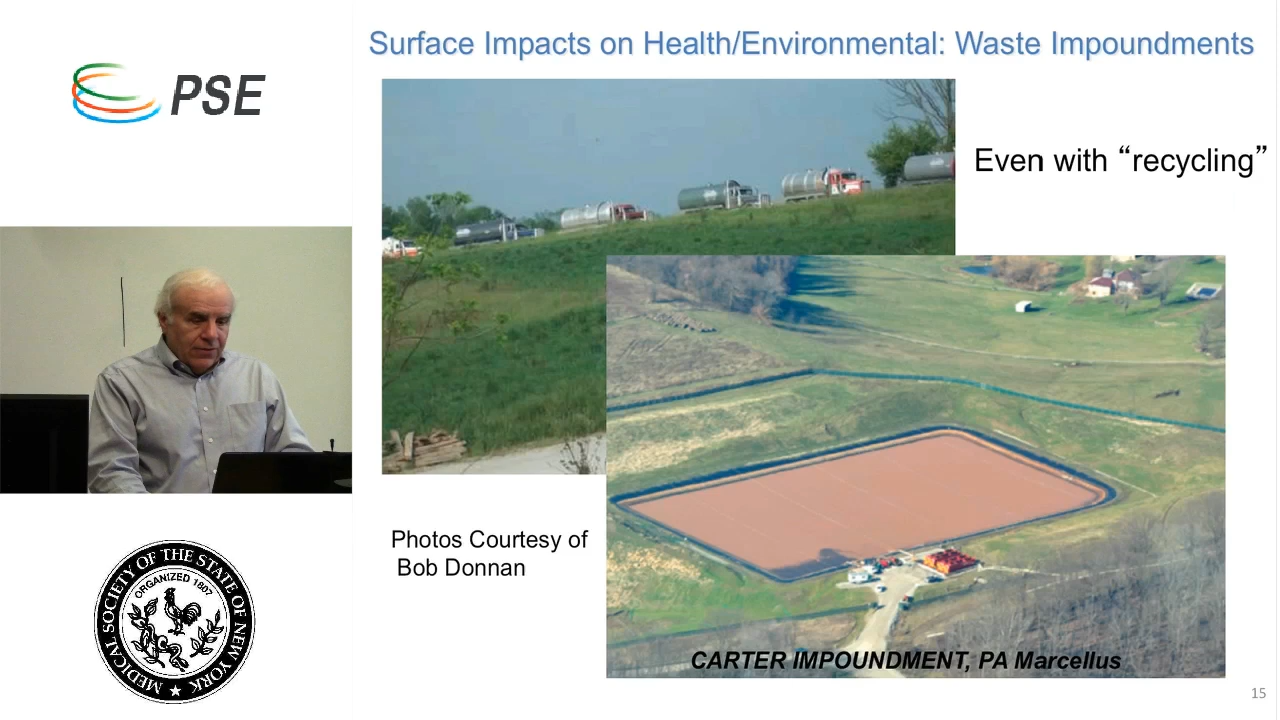 Surface Impacts on Health/Environmental: Waste Impoundments
PSE
Even with “recycling”
Photos Courtesy of
Bob Donnan
MEDICAL SOCIETY OF THE STATE OF NEW YORK
ORGANIZED 1807
CARTER IMPOUNDMENT, PA Marcellus
15